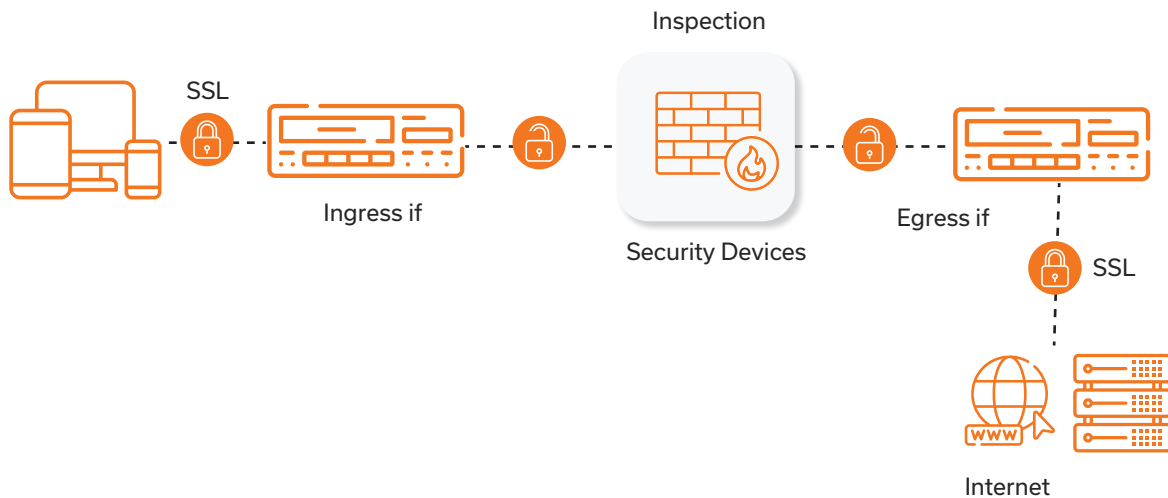 Inspection
SSL
Ingress if
Security Devices
Egress if
SSL
WWW
Internet